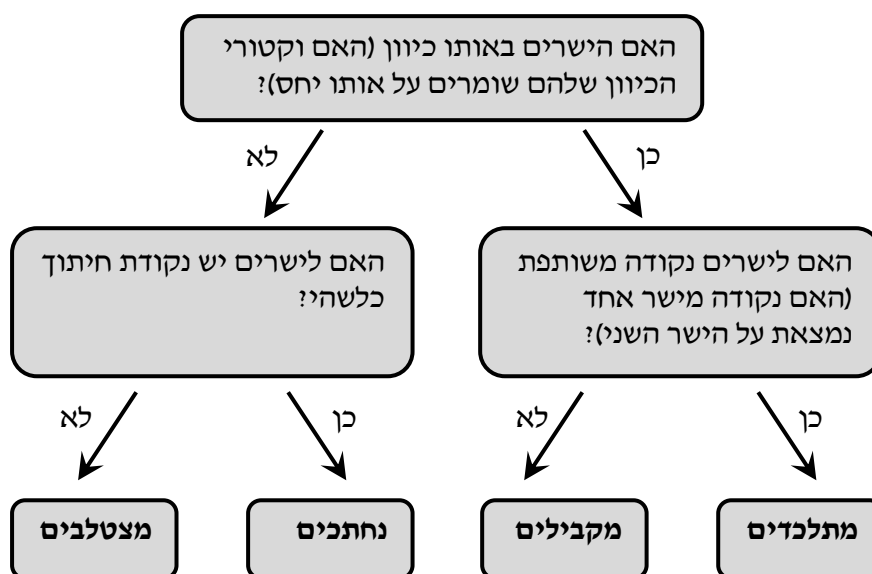 האם הישרים באותו כיוון (האם וקטורי
הכיוון שלהם שומרים על אותו יחס)?
כן
לא
האם לישרים נקודה משותפת
(האם נקודה מישר אחד
נמצאת על הישר השני)?
האם לישרים יש נקודת חיתוך
כלשהי?
כן
לא
כן
לא
מתלכדים
מקבילים
נחתכים
מצטלבים